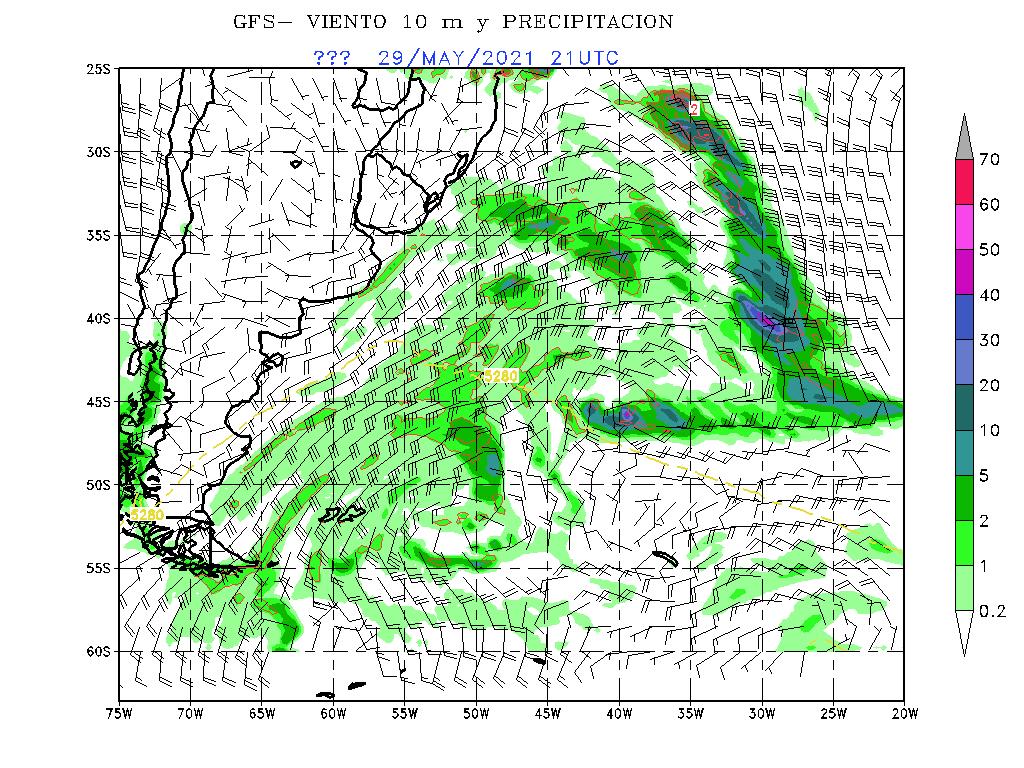 GFS— VIENTO 10 m y PRECIPITACION
??? 29/MAY/2021 21UTC
25S
30S
35S
40S
45S
50S
55S
60S
75W 70W 65W 60W 55W 50W 45W 40W 35W 30W 25W 20W
2
5280
5280
70
60
50
40
30
20
10
5
2
1
0.2